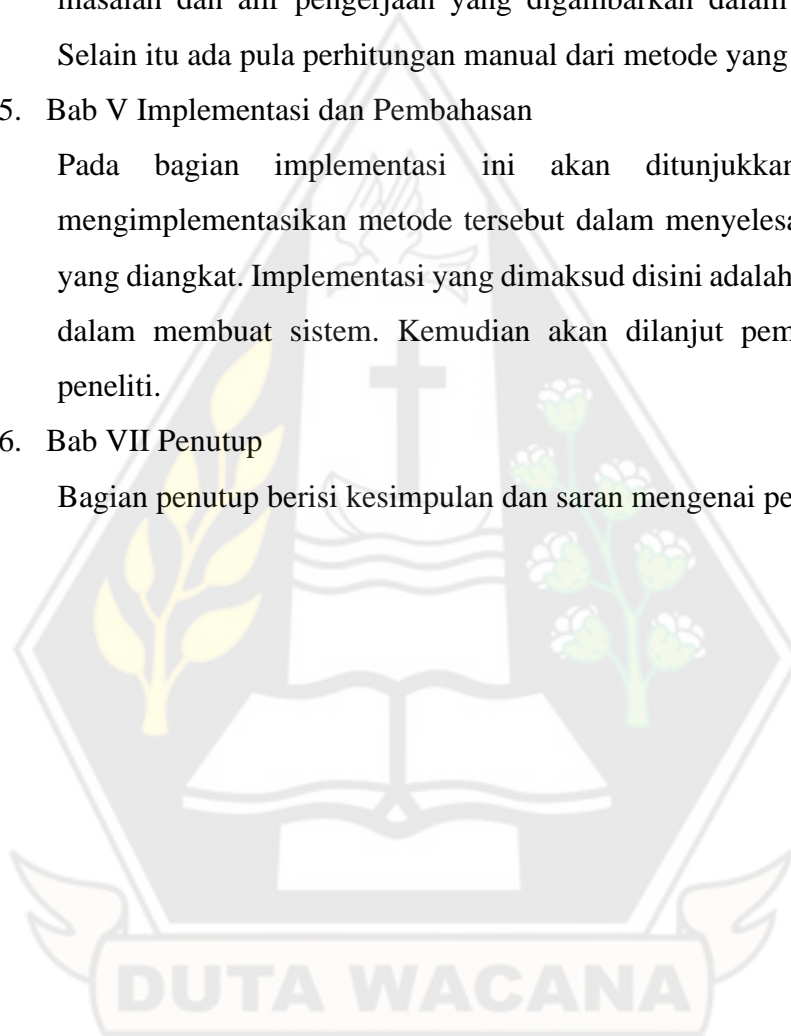 masalah dan alir pengerjaan yang digambarkan dalam
Selain itu ada pula perhitungan manual dari metode yang
5. Bab V Implementasi dan Pembahasan
Pada bagian implementasi ini akan ditunjukkan
mengimplementasikan metode tersebut dalam
yang diangkat. Implementasi yang dimaksud disini adalah
dalam membuat sistem. Kemudian akan dilanjut
peneliti.
6. Bab VII Penutup
Bagian penutup berisi kesimpulan dan saran mengenai
DUTA WACANA